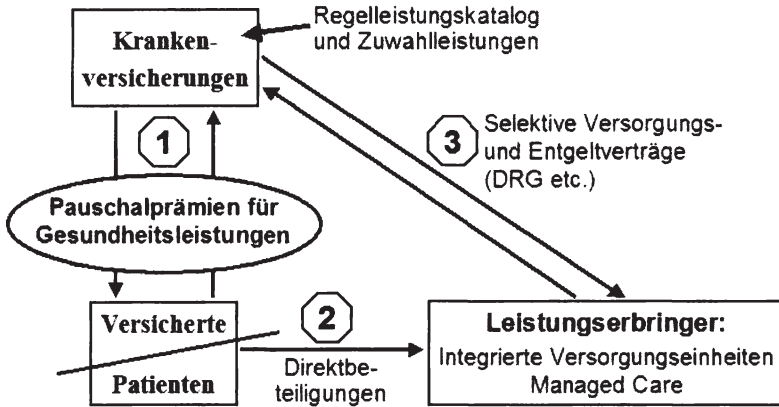 Regelleistungskatalog
und Zuwahlleistungen
Kranken-
versicherungen
1
3
Selektive Versorgungs-
und Entgeltverträge
(DRG etc.)
Pauschalprämien für
Gesundheitsleistungen
Versicherte
Patienten
2
Direktbe-
teiligungen
Leistungserbringer:
Integrierte Versorgungseinheiten
Managed Care